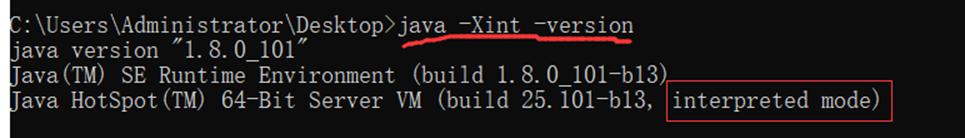 C:\Users\Administrator\Desktop>java -Xint -version
java version "1.8.0_101"
Java(TM) SE Runtime Environment (build 1.8.0_101-b13)
Java HotSpot(TM) 64-Bit Server VM (build 25.101-b13, interpreted mode)